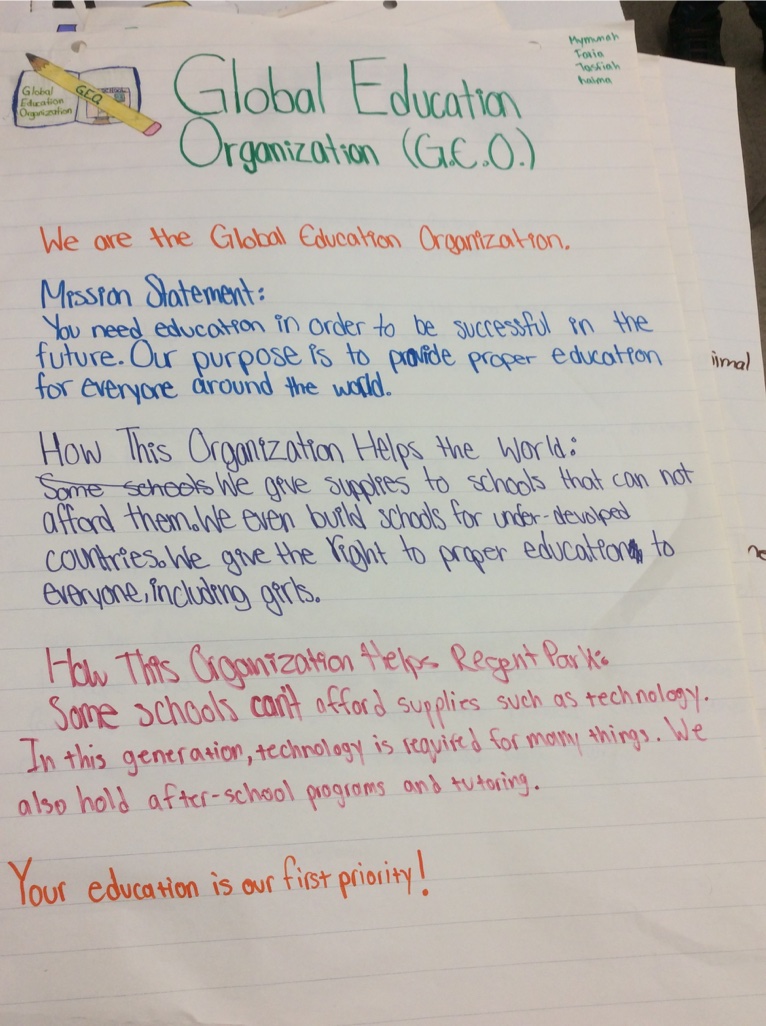 Mymunah
Taria
Tasfiah
Naima
Global
Education
Organization
GEO
Global Education
Organization (G.E.O.)
We are the Global Education Organization.
Mission Statement:
You need education in order to be successful in the
future. Our purpose is to provide proper education
for everyone around the world.
How This Organization Helps the World:
Some schools We give supplies to schools that can not
afford them. We even build schools for under-devolped
countries. We give the right to proper education to
everyone, including girls.
How This Organization Helps Regent Park:
Some schools can't afford supplies such as technology.
In this generation, technology is required for many things. We
also hold after-school programs and tutoring.
Your education is our first priority!